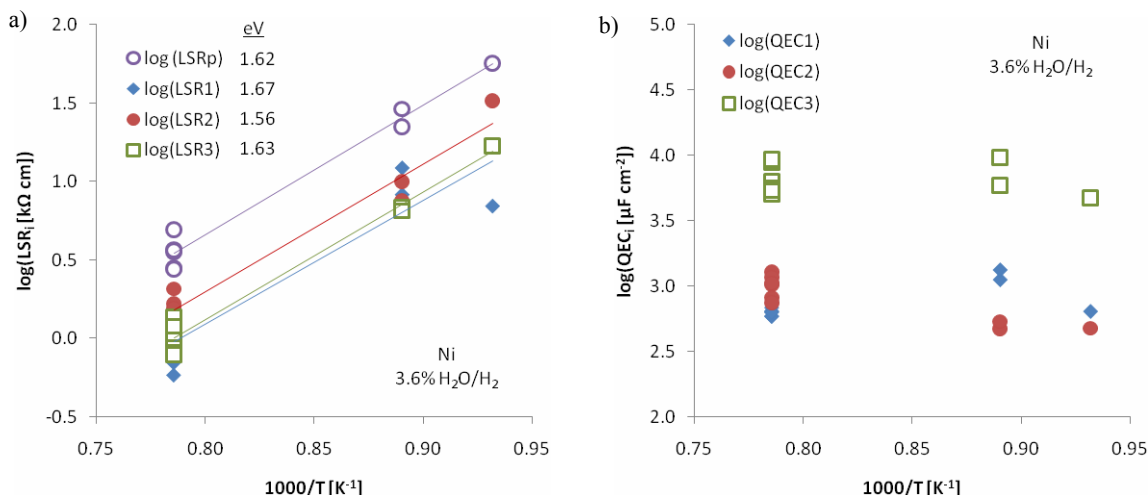 a)
log(LSRi [kΩ cm])
2.0
1.5
1.0
0.5
0.0
-0.5
eV
log (LSRp) 1.62
log(LSR1) 1.67
log(LSR2) 1.56
log(LSR3) 1.63
Ni
3.6% H₂O/H₂
0.75 0.80 0.85 0.90 0.95
1000/T [K⁻¹]
b)
log(QECi [µF cm⁻²])
5.0
4.5
4.0
3.5
3.0
2.5
2.0
log(QEC1)
log(QEC2)
log(QEC3)
Ni
3.6% H₂O/H₂
0.75 0.80 0.85 0.90 0.95
1000/T [K⁻¹]